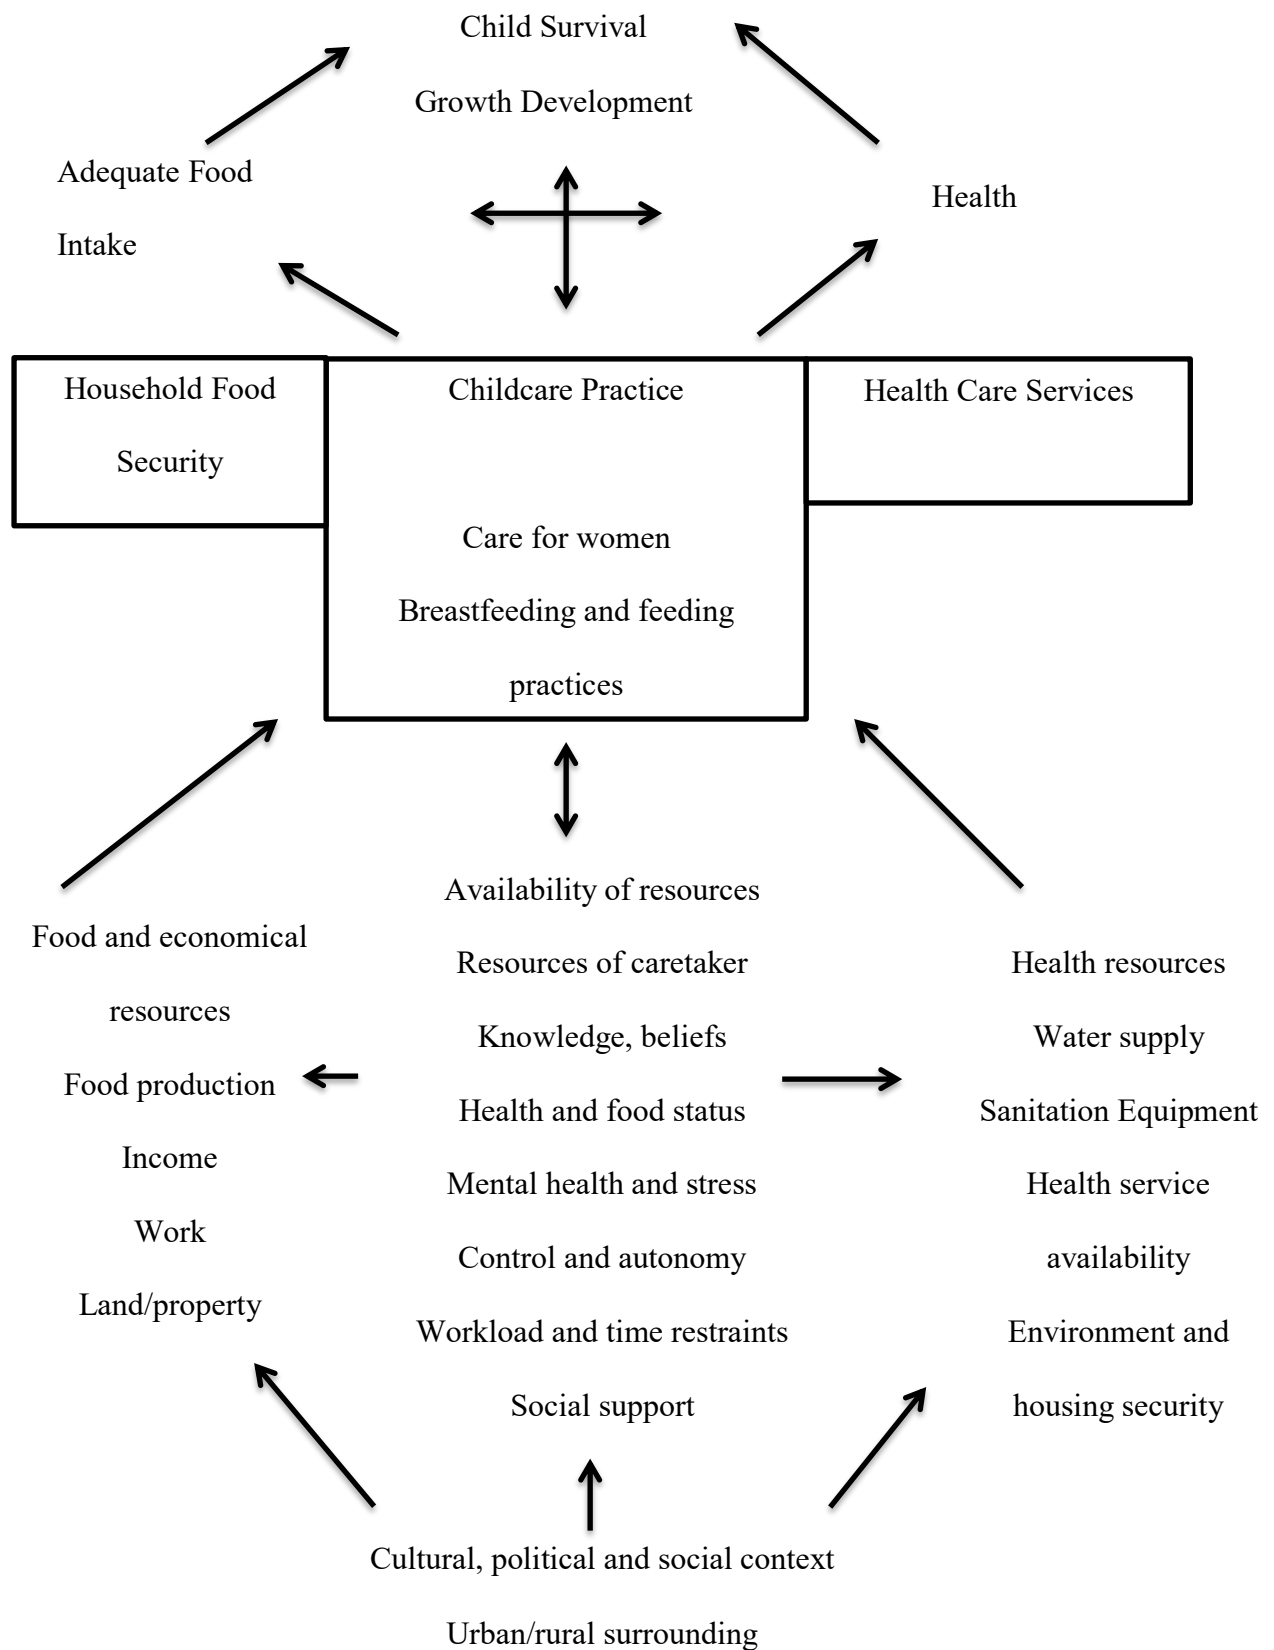 Child Survival
Growth Development
Adequate Food
Intake
Health
Household Food
Security
Childcare Practice
Care for women
Breastfeeding and feeding
practices
Health Care Services
Food and economical
resources
Food production
Income
Work
Land/property
Availability of resources
Resources of caretaker
Knowledge, beliefs
Health and food status
Mental health and stress
Control and autonomy
Workload and time restraints
Social support
Health resources
Water supply
Sanitation Equipment
Health service
availability
Environment and
housing security
Cultural, political and social context
Urban/rural surrounding